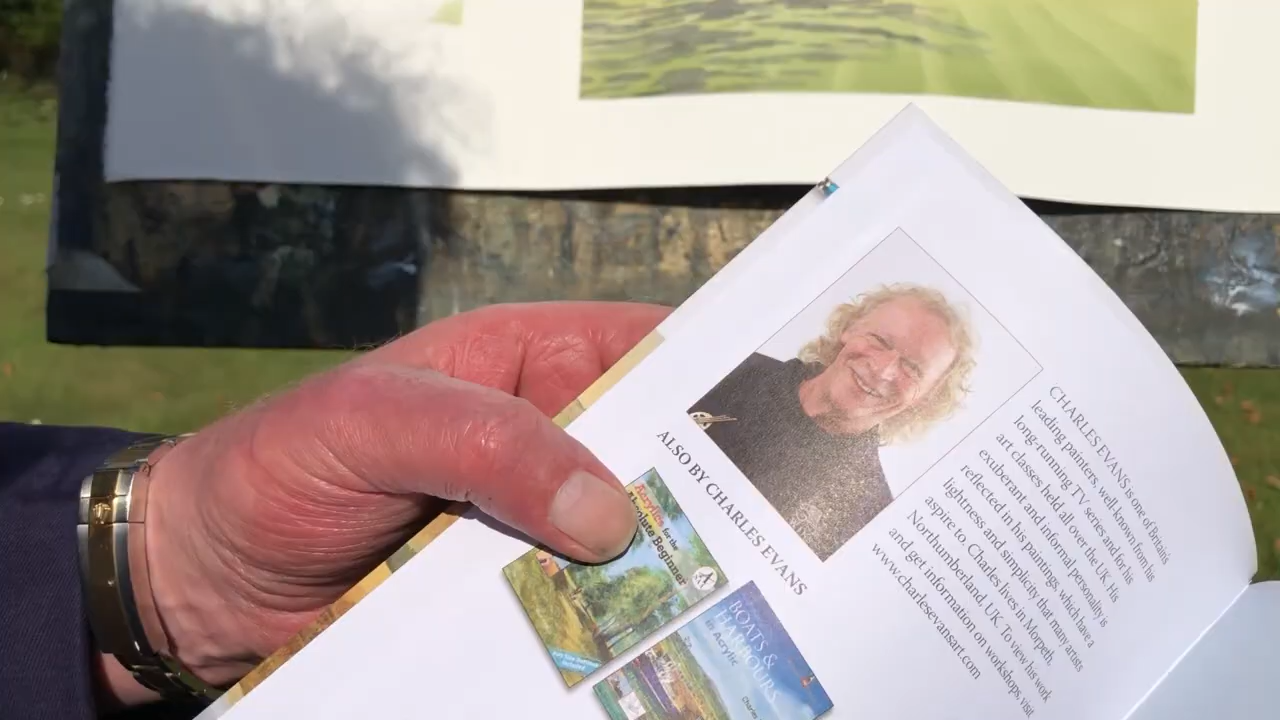 CHARLES EVANS is one of Britain's
leading painters, well-known from his
long-running TV series and for his
art classes held all over the UK. His
exuberant and informal personality is
reflected in his paintings, which have a
lightness and simplicity that many artists
aspire to. Charles lives in Morpeth,
Northumberland, UK. To view his work
and get information on workshops, visit
www.charlesevansart.com
ALSO BY CHARLES EVANS
Acrylics for the
Absolute Beginner
BOATS &
HARBOURS
in Acrylic
Charles